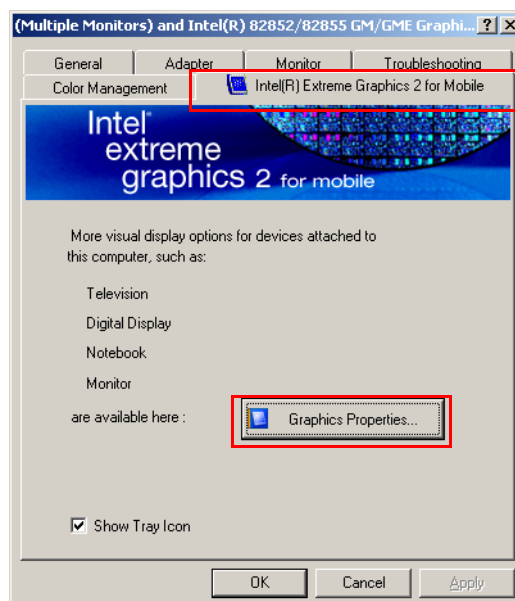 (Multiple Monitors) and Intel(R) 82852/82855 GM/GME Graphi... ? X
General Adapter Monitor Troubleshooting
Color Management Intel(R) Extreme Graphics 2 for Mobile
Intel®
extreme
graphics 2 for mobile
More visual display options for devices attached to
this computer, such as:
Television
Digital Display
Notebook
Monitor
are available here : Graphics Properties...
Show Tray Icon
OK Cancel Apply